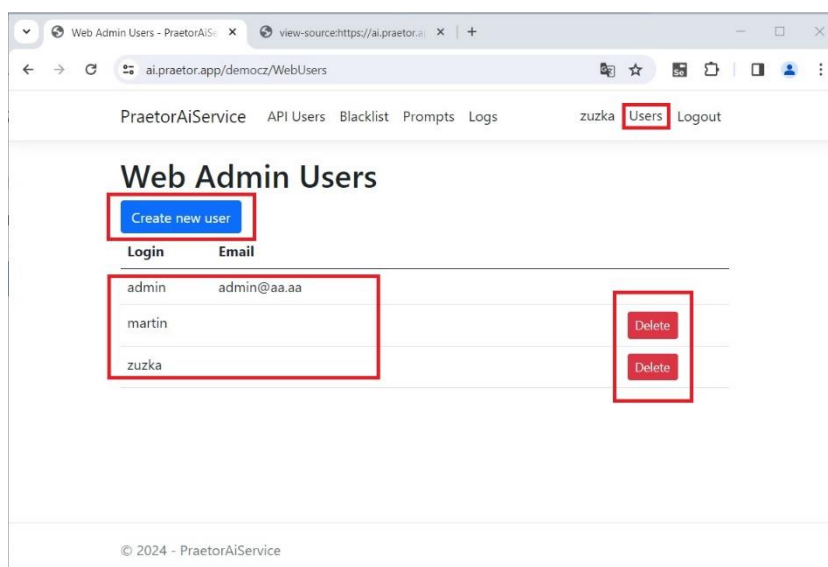 Web Admin Users - PraetorAiSe
view-source:https://ai.praetor.a
ai.praetor.app/democz/WebUsers
PraetorAiService API Users Blacklist Prompts Logs zuzka Users Logout
Web Admin Users
Create new user
Login Email
admin admin@aa.aa
martin Delete
zuzka Delete
© 2024 - PraetorAiService